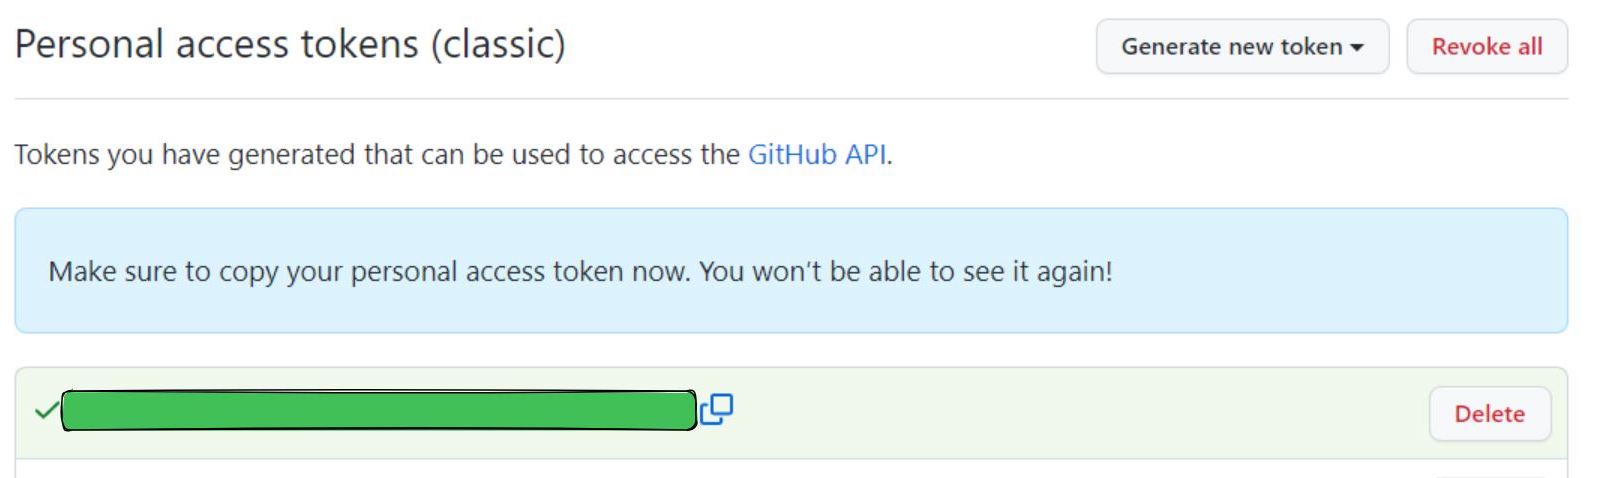 Personal access tokens (classic)
Generate new token
Revoke all
Tokens you have generated that can be used to access the GitHub API.
Make sure to copy your personal access token now. You won't be able to see it again!
Delete